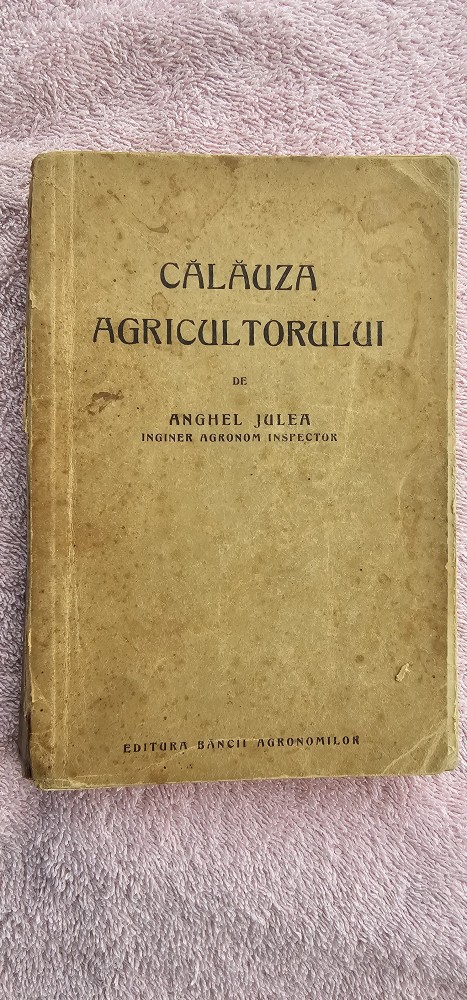 CĂLĂUZA
AGRICULTORULUI
DE
ANGHEL JULEA
INGINER AGRONOM INSPECTOR
EDITURA BĂNCII AGRONOMILOR